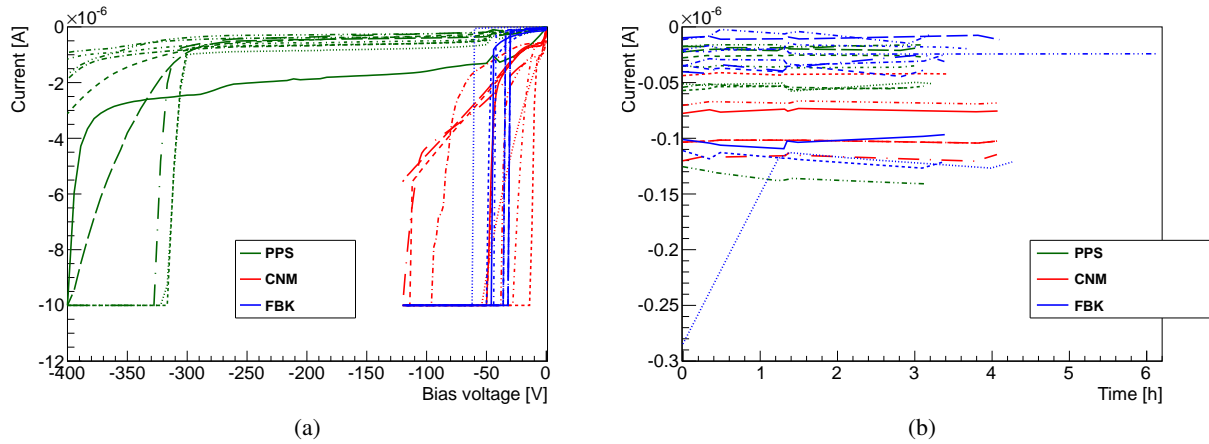 ×10⁻⁶
Current [A]
0
-2
-4
-6
-8
-10
-12
-400 -350 -300 -250 -200 -150 -100 -50 0
Bias voltage [V]
PPS
CNM
FBK
(a)
×10⁻⁶
Current [A]
0
-0.05
-0.1
-0.15
-0.2
-0.25
-0.3
0 1 2 3 4 5 6
Time [h]
PPS
CNM
FBK
(b)